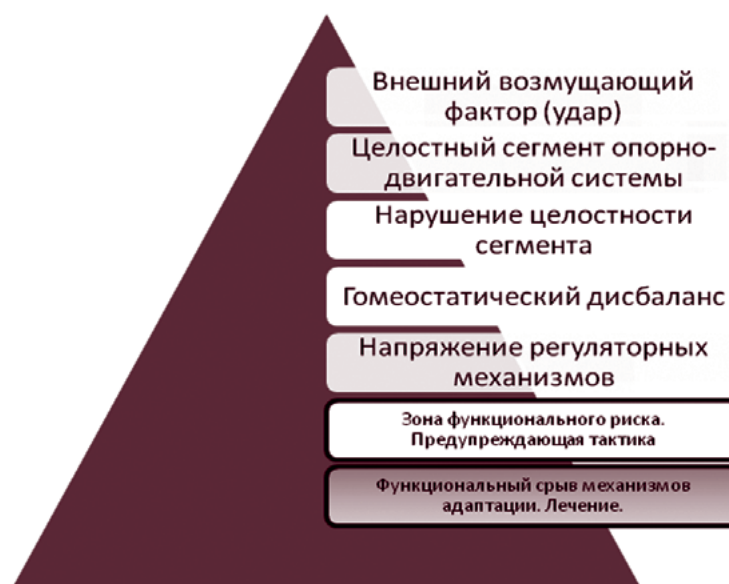 Внешний возмущающий
фактор (удар)
Целостный сегмент опорно-
двигательной системы
Нарушение целостности
сегмента
Гомеостатический дисбаланс
Напряжение регуляторных
механизмов
Зона функционального риска.
Предупреждающая тактика
Функциональный срыв механизмов
адаптации. Лечение.